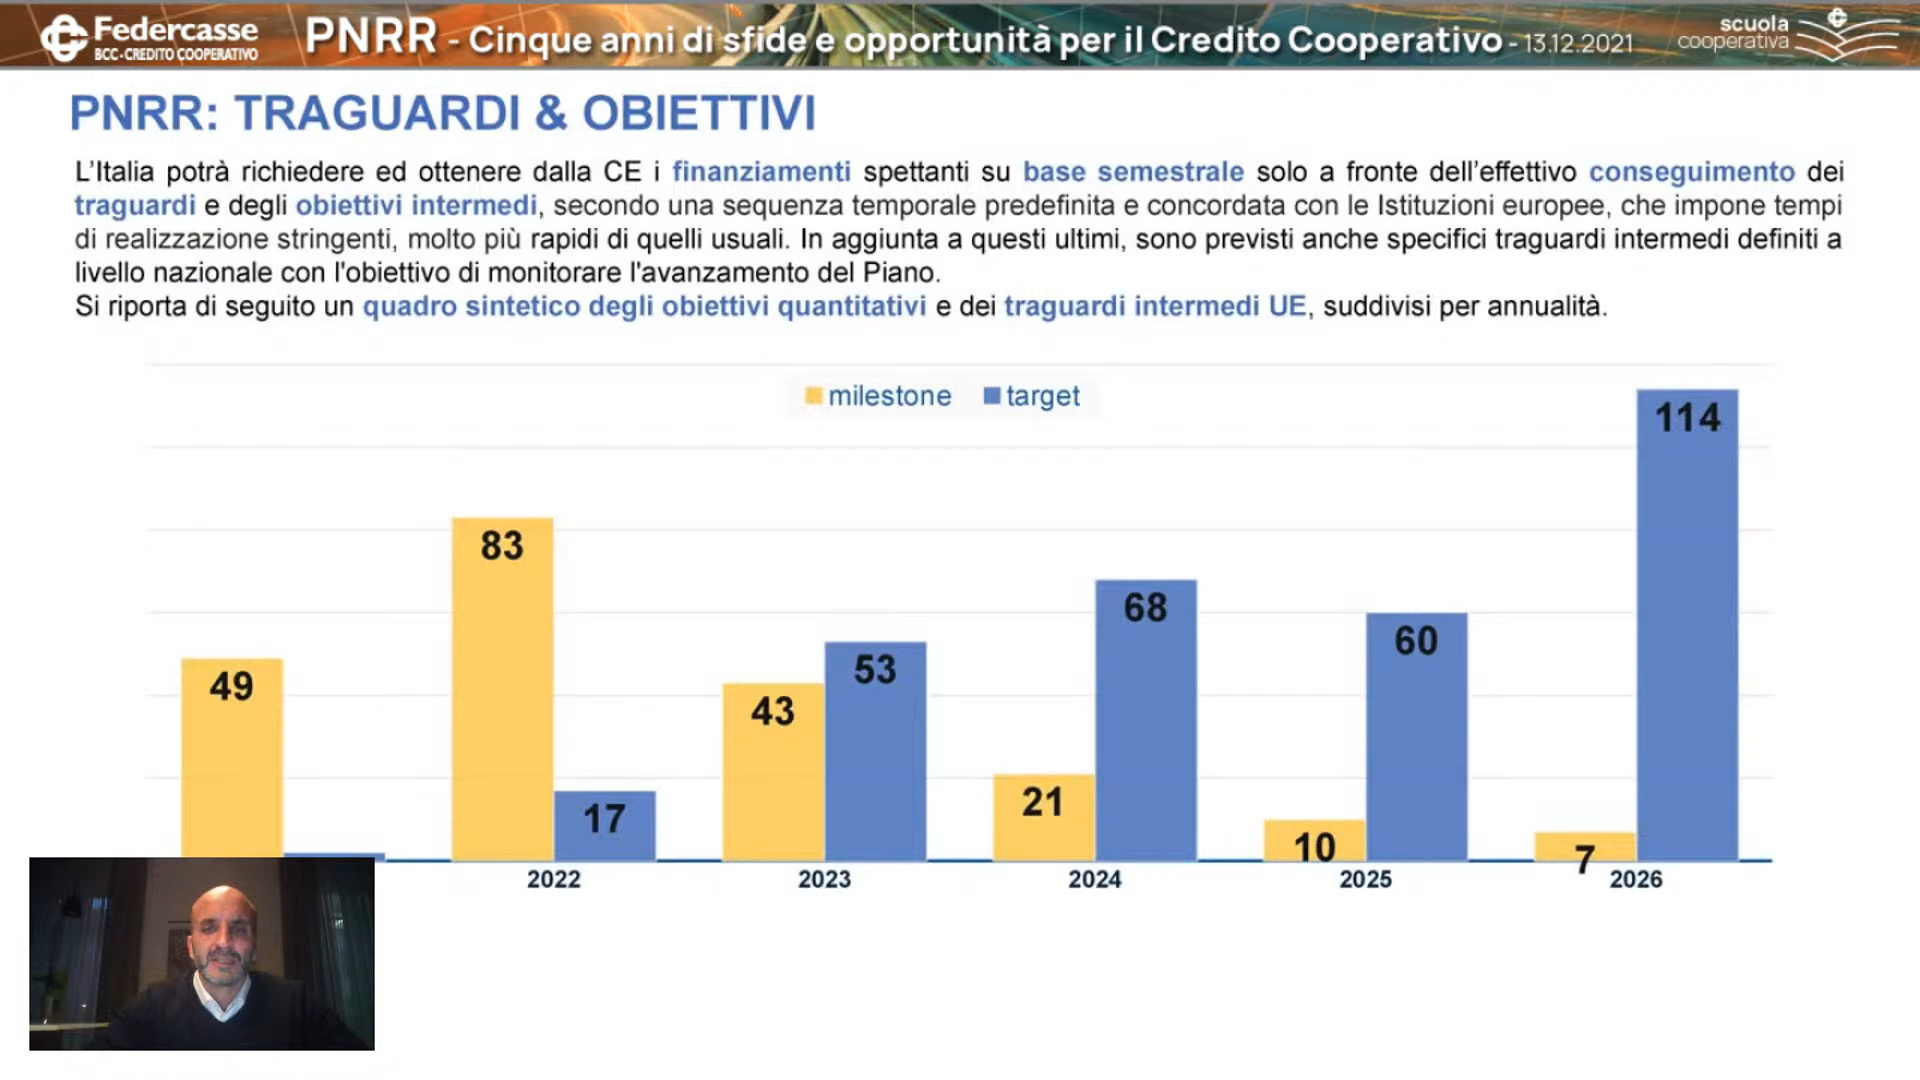 Federcasse
BCC-CREDITO COOPERATIVO
PNRR - Cinque anni di sfide e opportunità per il Credito Cooperativo - 13.12.2021
scuola
cooperativa
PNRR: TRAGUARDI & OBIETTIVI
L'Italia potrà richiedere ed ottenere dalla CE i finanziamenti spettanti su base semestrale solo a fronte dell'effettivo conseguimento dei
traguardi e degli obiettivi intermedi, secondo una sequenza temporale predefinita e concordata con le Istituzioni europee, che impone tempi
di realizzazione stringenti, molto più rapidi di quelli usuali. In aggiunta a questi ultimi, sono previsti anche specifici traguardi intermedi definiti a
livello nazionale con l'obiettivo di monitorare l'avanzamento del Piano.
Si riporta di seguito un quadro sintetico degli obiettivi quantitativi e dei traguardi intermedi UE, suddivisi per annualità.
milestone target
49
83
17
43
53
21
68
10
60
7
114
2022 2023 2024 2025 2026